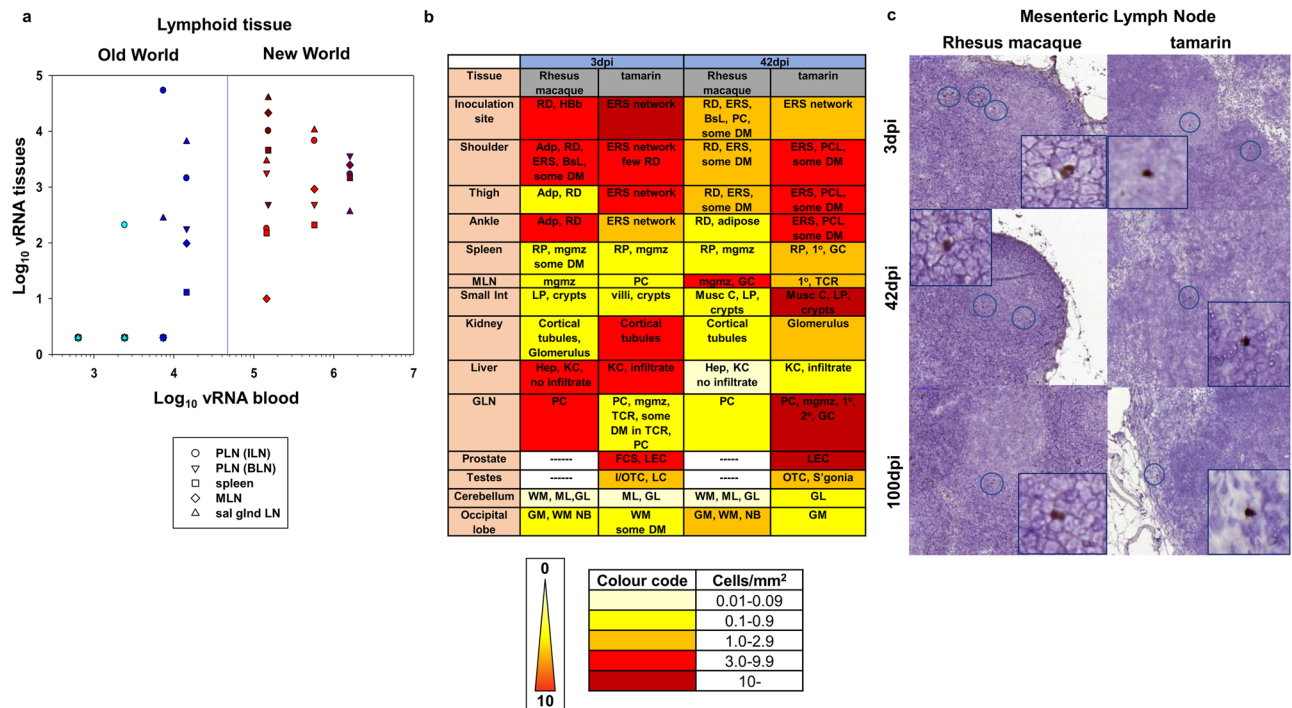 a
Lymphoid tissue
Old World
New World
5
4
3
2
1
0
Log10 vRNA tissues
3
4
5
6
7
Log10 vRNA blood
PLN (ILN)
PLN (BLN)
spleen
MLN
sal glnd LN
b
3dpi
42dpi
Tissue
Rhesus
macaque
tamarin
Rhesus
macaque
tamarin
Inoculation
site
RD, HBb
ERS network
RD, ERS,
BsL, PC,
some DM
ERS network
Shoulder
Adp, RD,
ERS, BsL,
some DM
ERS network
few RD
RD, ERS,
some DM
ERS, PCL,
some DM
Thigh
Adp, RD
ERS network
RD, ERS,
some DM
ERS, PCL,
some DM
Ankle
Adp, RD
ERS network
RD, adipose
ERS, PCL
some DM
Spleen
RP, mgmz
some DM
RP, mgmz
RP, mgmz
RP, 1º, GC
MLN
mgmz
PC
mgmz, GC
1º, TCR
Small Int
LP, crypts
villi, crypts
Musc C, LP,
crypts
Musc C, LP,
crypts
Kidney
Cortical
tubules,
Glomerulus
Cortical
tubules
Cortical
tubules
Glomerulus
Liver
Hep, KC,
no infiltrate
KC, infiltrate
Hep, KC
no infiltrate
KC, infiltrate
GLN
PC
PC, mgmz,
TCR, some
DM in TCR,
PC
PC
PC, mgmz, 1º,
2º, GC
Prostate
------
FCS, LEC
-----
LEC
Testes
------
I/OTC, LC
-----
OTC, S'gonia
Cerebellum
WM, ML,GL
ML, GL
WM, ML, GL
GL
Occipital
lobe
GM, WM NB
WM
some DM
GM, WM, NB
GM
0
10
Colour code
Cells/mm2
0.01-0.09
0.1-0.9
1.0-2.9
3.0-9.9
10-
c
Mesenteric Lymph Node
Rhesus macaque
tamarin
3dpi
42dpi
100dpi